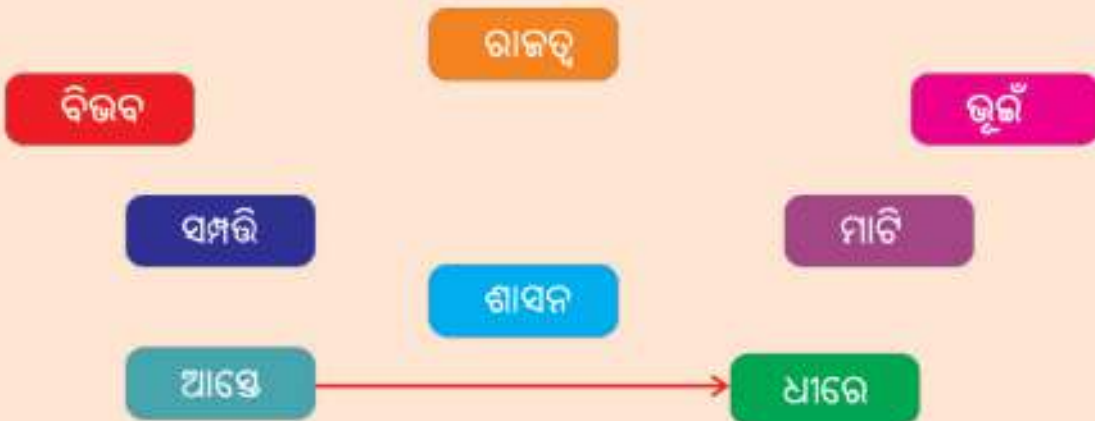 ରାଜତ୍ଵ
ବିଭବ
ଭୂଇଁ
ସମ୍ପତ୍ତି
ମାଟି
ଶାସନ
ଆସ୍ତେ
ଧୀରେ